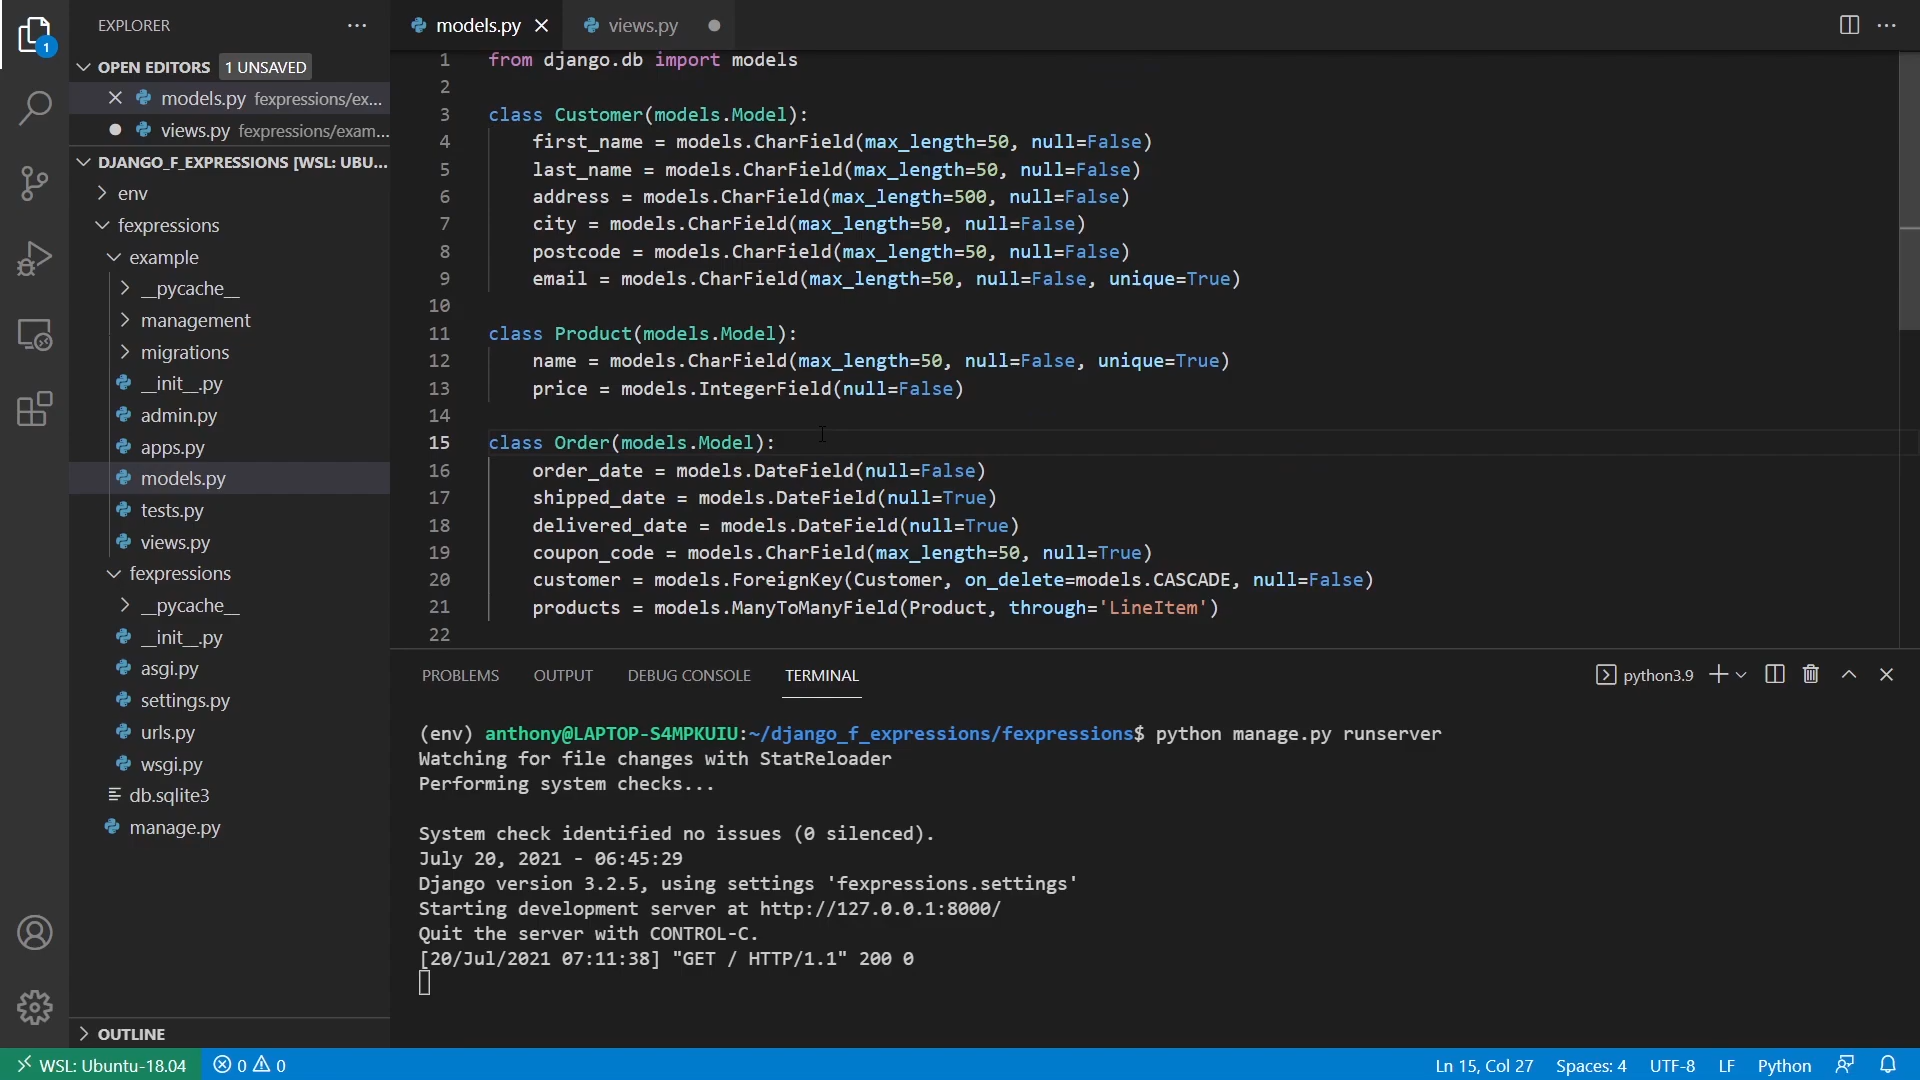 EXPLORER
1
OPEN EDITORS 1 UNSAVED
models.py fexpressions/ex...
views.py fexpressions/exam...
DJANGO_F_EXPRESSIONS [WSL: UBU...
env
fexpressions
example
__pycache__
management
migrations
__init__.py
admin.py
apps.py
models.py
tests.py
views.py
fexpressions
__pycache__
__init__.py
asgi.py
settings.py
urls.py
wsgi.py
db.sqlite3
manage.py
OUTLINE
models.py
views.py
1 from django.db import models
2
3 class Customer(models.Model):
4 first_name = models.CharField(max_length=50, null=False)
5 last_name = models.CharField(max_length=50, null=False)
6 address = models.CharField(max_length=500, null=False)
7 city = models.CharField(max_length=50, null=False)
8 postcode = models.CharField(max_length=50, null=False)
9 email = models.CharField(max_length=50, null=False, unique=True)
10
11 class Product(models.Model):
12 name = models.CharField(max_length=50, null=False, unique=True)
13 price = models.IntegerField(null=False)
14
15 class Order(models.Model):
16 order_date = models.DateField(null=False)
17 shipped_date = models.DateField(null=True)
18 delivered_date = models.DateField(null=True)
19 coupon_code = models.CharField(max_length=50, null=True)
20 customer = models.ForeignKey(Customer, on_delete=models.CASCADE, null=False)
21 products = models.ManyToManyField(Product, through='LineItem')
22
PROBLEMS OUTPUT DEBUG CONSOLE TERMINAL
python3.9
(env) anthony@LAPTOP-S4MPKUIU:~/django_f_expressions/fexpressions$ python manage.py runserver
Watching for file changes with StatReloader
Performing system checks...
System check identified no issues (0 silenced).
July 20, 2021 - 06:45:29
Django version 3.2.5, using settings 'fexpressions.settings'
Starting development server at http://127.0.0.1:8000/
Quit the server with CONTROL-C.
[20/Jul/2021 07:11:38] "GET / HTTP/1.1" 200 0
WSL: Ubuntu-18.04 0 0
Ln 15, Col 27 Spaces: 4 UTF-8 LF Python